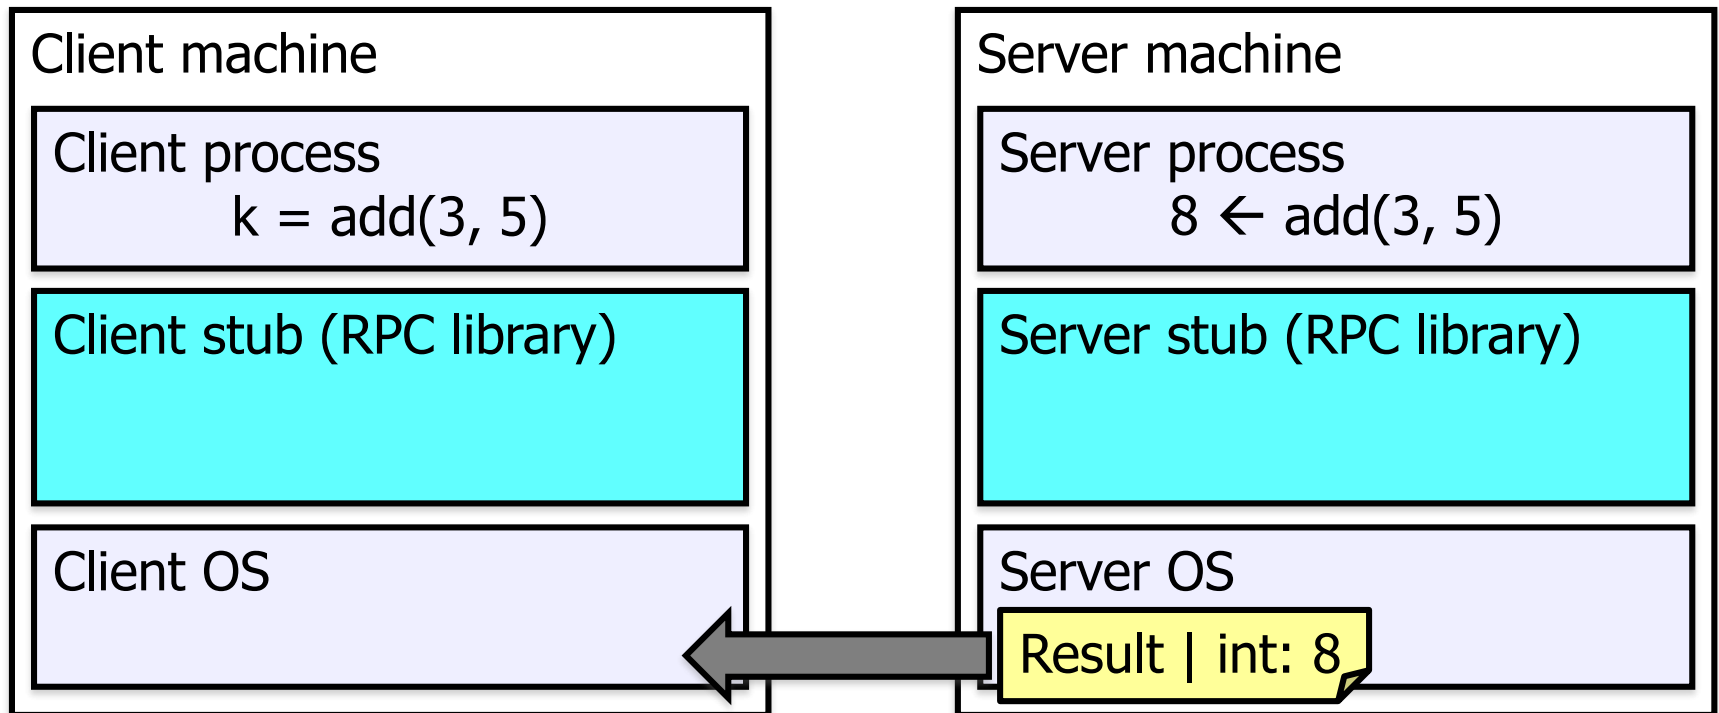 Client machine
Client process
k = add(3, 5)
Client stub (RPC library)
Client OS
Server machine
Server process
8 ← add(3, 5)
Server stub (RPC library)
Server OS
Result | int: 8